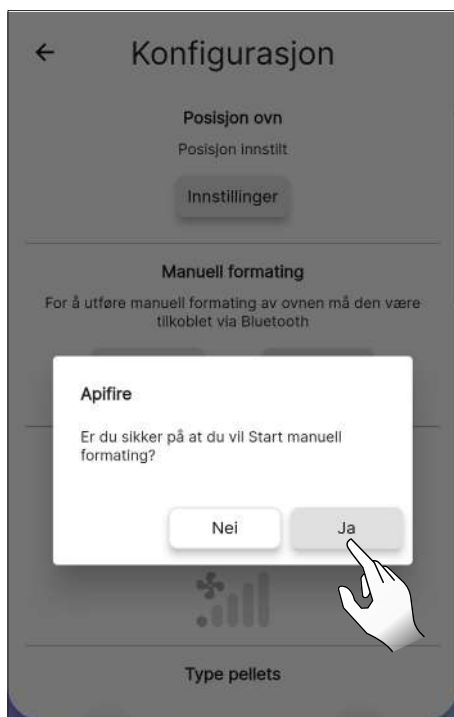 Konfigurasjon
Posisjon ovn
Posisjon innstilt
Innstillinger
Manuell formating
For å utføre manuell formating av ovnen må den være
tilkoblet via Bluetooth
Apifire
Er du sikker på at du vil Start manuell
formating?
Nei
Ja
Type pellets